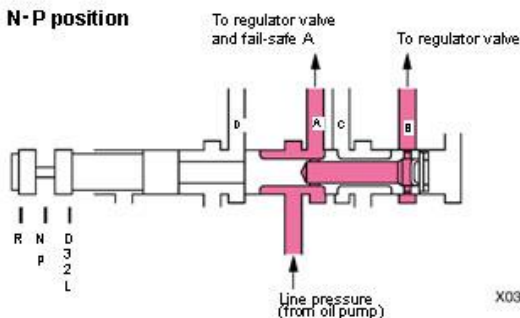 N-P position
To regulator valve
and fail-safe A
To regulator valve
D
A
C
B
R
N
P
D
3
2
L
Line pressure
(from oil pump)
X03